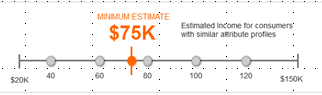 MINIMUM ESTIMATE
$75K
Estimated Income for consumers'
with similar attribute profiles
$20K
40
60
80
100
120
$150K